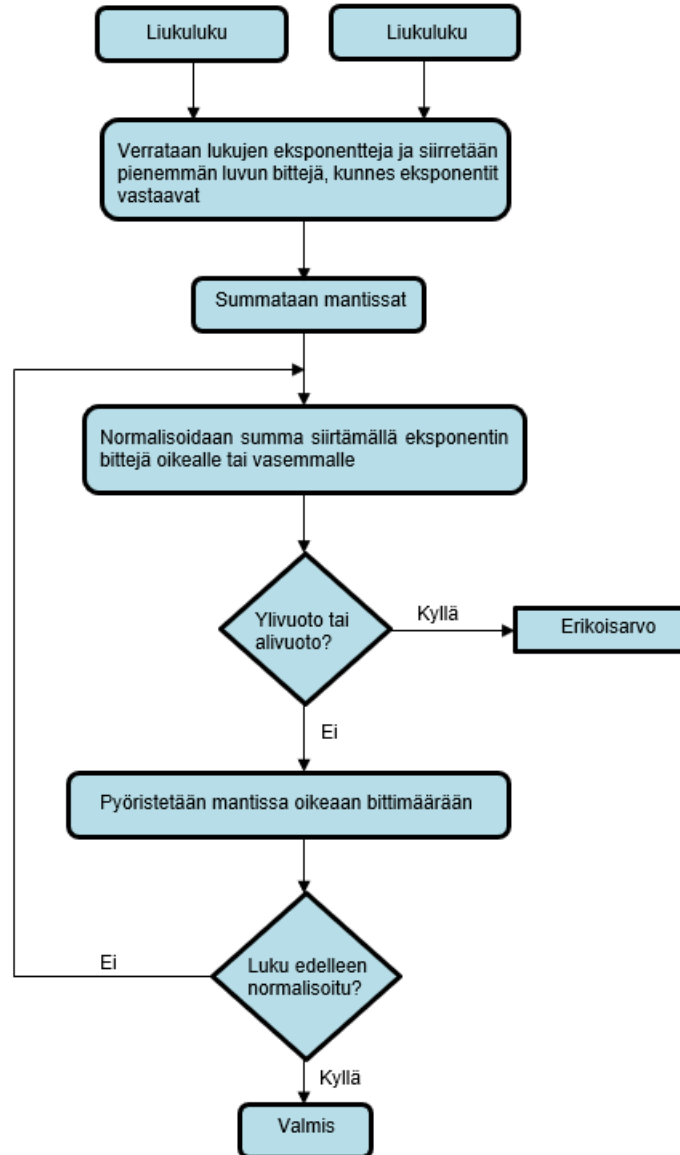 Liukuluku
Liukuluku
Verrataan lukujen eksponentteja ja siirretään
pienemmän luvun bittejä, kunnes eksponentit
vastaavat
Summataan mantissat
Normalisoidaan summa siirtämällä eksponentin
bittejä oikealle tai vasemmalle
Ylivuoto tai
alivuoto?
Kyllä
Erikoisarvo
Ei
Pyöristetään mantissa oikeaan bittimäärään
Ei
Luku edelleen
normalisoitu?
Kyllä
Valmis